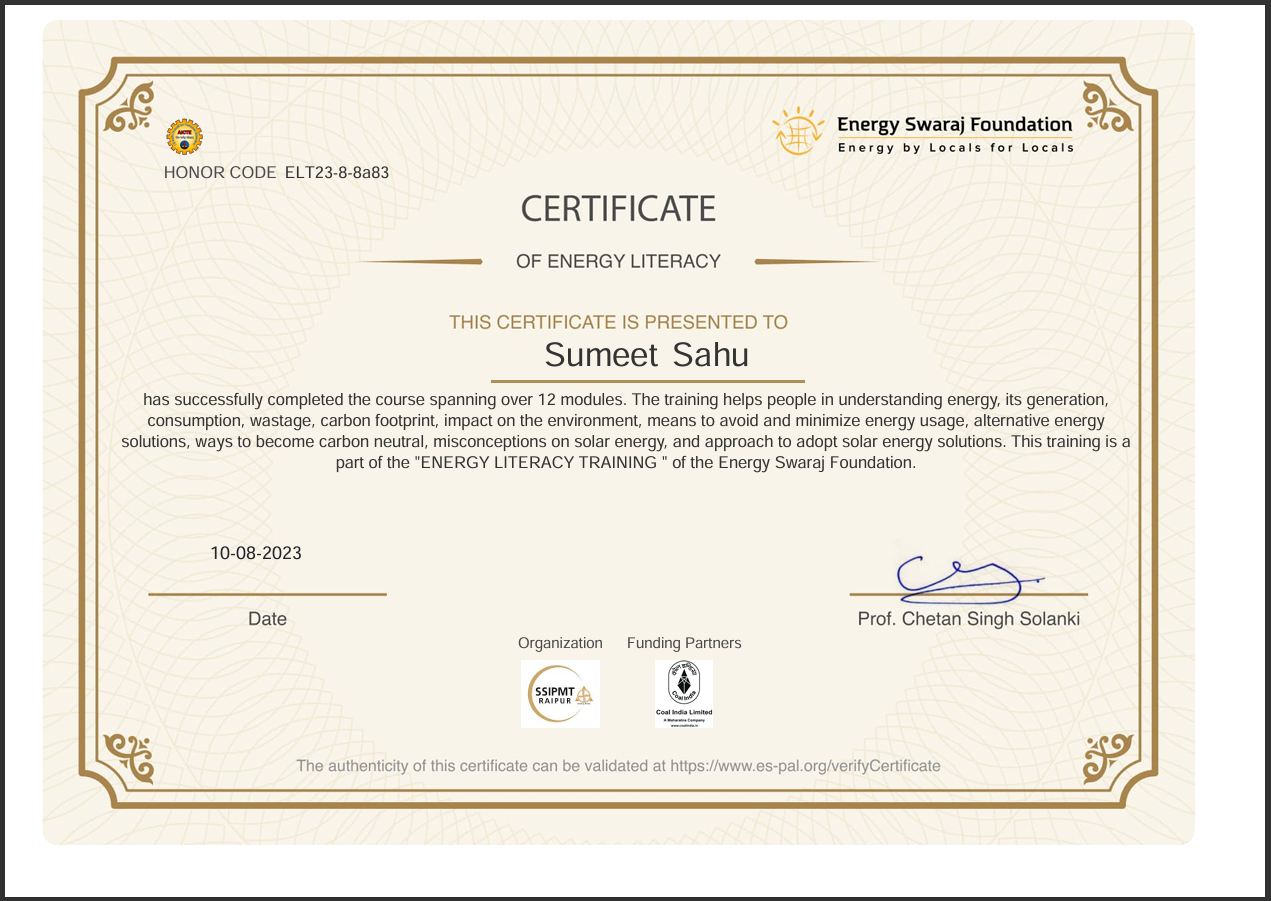 AICTE
HONOR CODE ELT23-8-8a83
Energy Swaraj Foundation
Energy by Locals for Locals
CERTIFICATE
OF ENERGY LITERACY
THIS CERTIFICATE IS PRESENTED TO
Sumeet Sahu
has successfully completed the course spanning over 12 modules. The training helps people in understanding energy, its generation,
consumption, wastage, carbon footprint, impact on the environment, means to avoid and minimize energy usage, alternative energy
solutions, ways to become carbon neutral, misconceptions on solar energy, and approach to adopt solar energy solutions. This training is a
part of the "ENERGY LITERACY TRAINING " of the Energy Swaraj Foundation.
10-08-2023
Date
Prof. Chetan Singh Solanki
Organization Funding Partners
SSIPMT
RAIPUR
Coal India
Coal India Limited
A Maharatna Company
www.coalindia.in
The authenticity of this certificate can be validated at https://www.es-pal.org/verifyCertificate